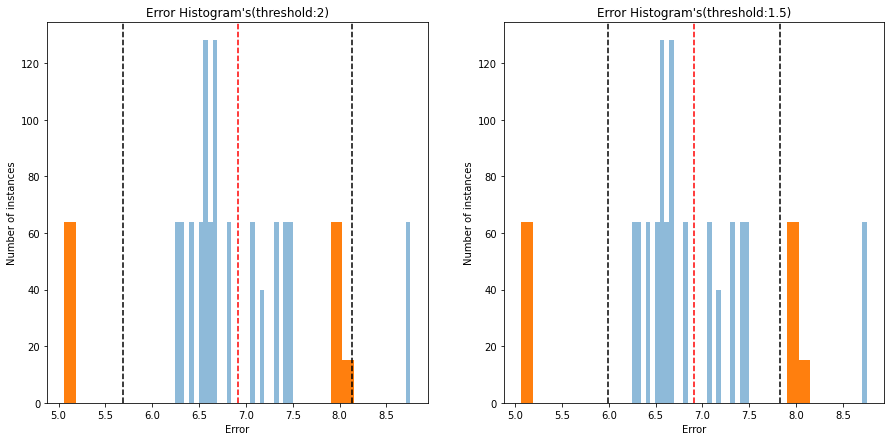 Error Histogram's(threshold:2)
Number of instances
120
100
80
60
40
20
0
5.0 5.5 6.0 6.5 7.0 7.5 8.0 8.5
Error
Error Histogram's(threshold:1.5)
Number of instances
120
100
80
60
40
20
0
5.0 5.5 6.0 6.5 7.0 7.5 8.0 8.5
Error